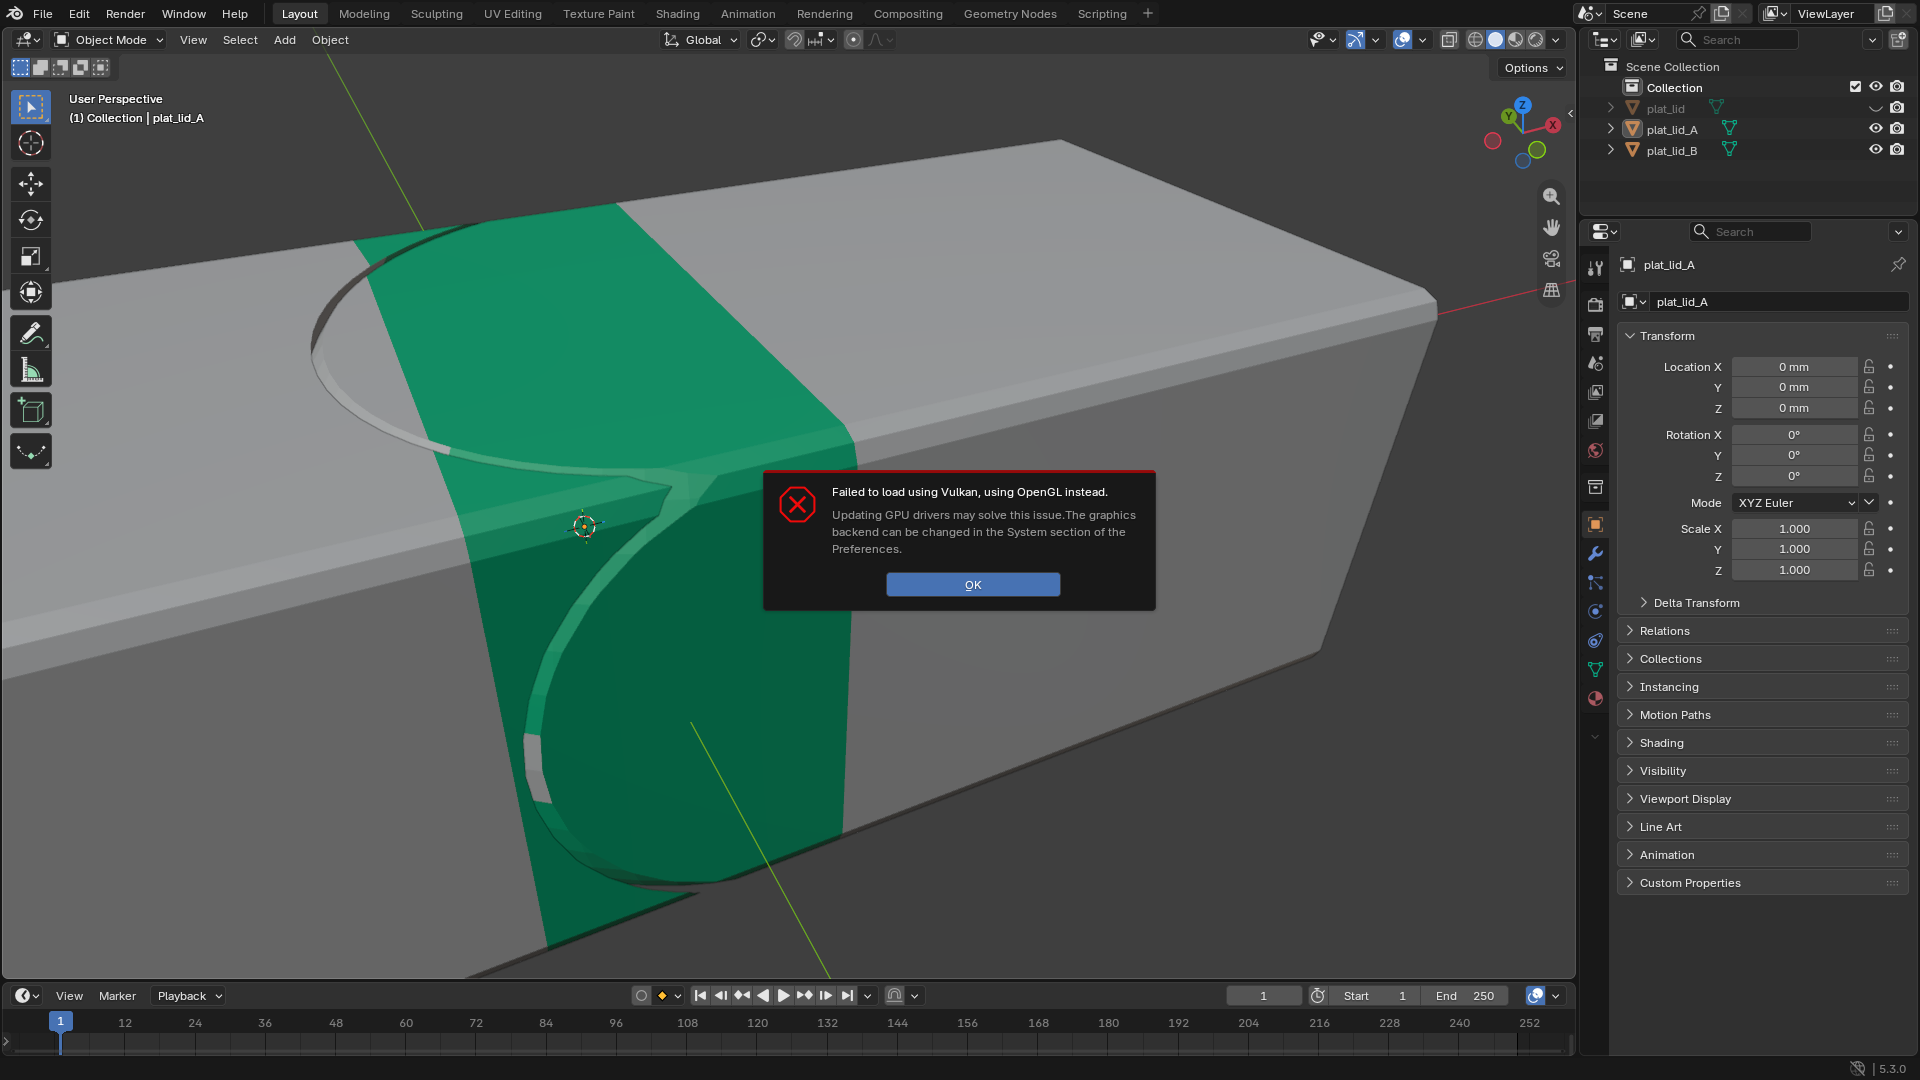 File Edit Render Window Help Layout Modeling Sculpting UV Editing Texture Paint Shading Animation Rendering Compositing Geometry Nodes Scripting + Scene ViewLayer
Object Mode View Select Add Object Global Search
Options
User Perspective
(1) Collection | plat_lid_A
Z
Y
X
Scene Collection
Collection
plat_lid
plat_lid_A
plat_lid_B
Search
plat_lid_A
plat_lid_A
Transform
Location X 0 mm
Y 0 mm
Z 0 mm
Rotation X 0°
Y 0°
Z 0°
Mode XYZ Euler
Scale X 1.000
Y 1.000
Z 1.000
Delta Transform
Relations
Collections
Instancing
Motion Paths
Shading
Visibility
Viewport Display
Line Art
Animation
Custom Properties
Failed to load using Vulkan, using OpenGL instead.
Updating GPU drivers may solve this issue.The graphics
backend can be changed in the System section of the
Preferences.
OK
View Marker Playback 1 Start 1 End 250
1 12 24 36 48 60 72 84 96 108 120 132 144 156 168 180 192 204 216 228 240 252
5.3.0